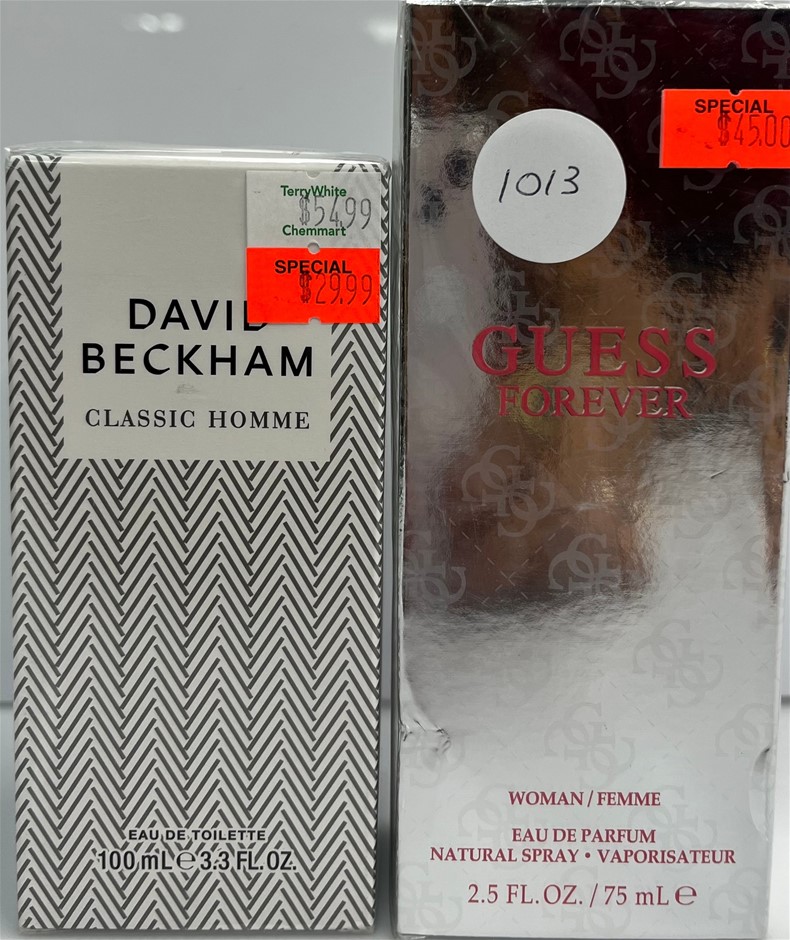 TerryWhite
$54.99
Chemmart
SPECIAL
$29.99
DAVID
BECKHAM
CLASSIC HOMME
EAU DE TOILETTE
100 mL e 3.3 FL. OZ.
SPECIAL
$45.00
1013
GUESS
FOREVER
WOMAN / FEMME
EAU DE PARFUM
NATURAL SPRAY • VAPORISATEUR
2.5 FL. OZ. / 75 mL e